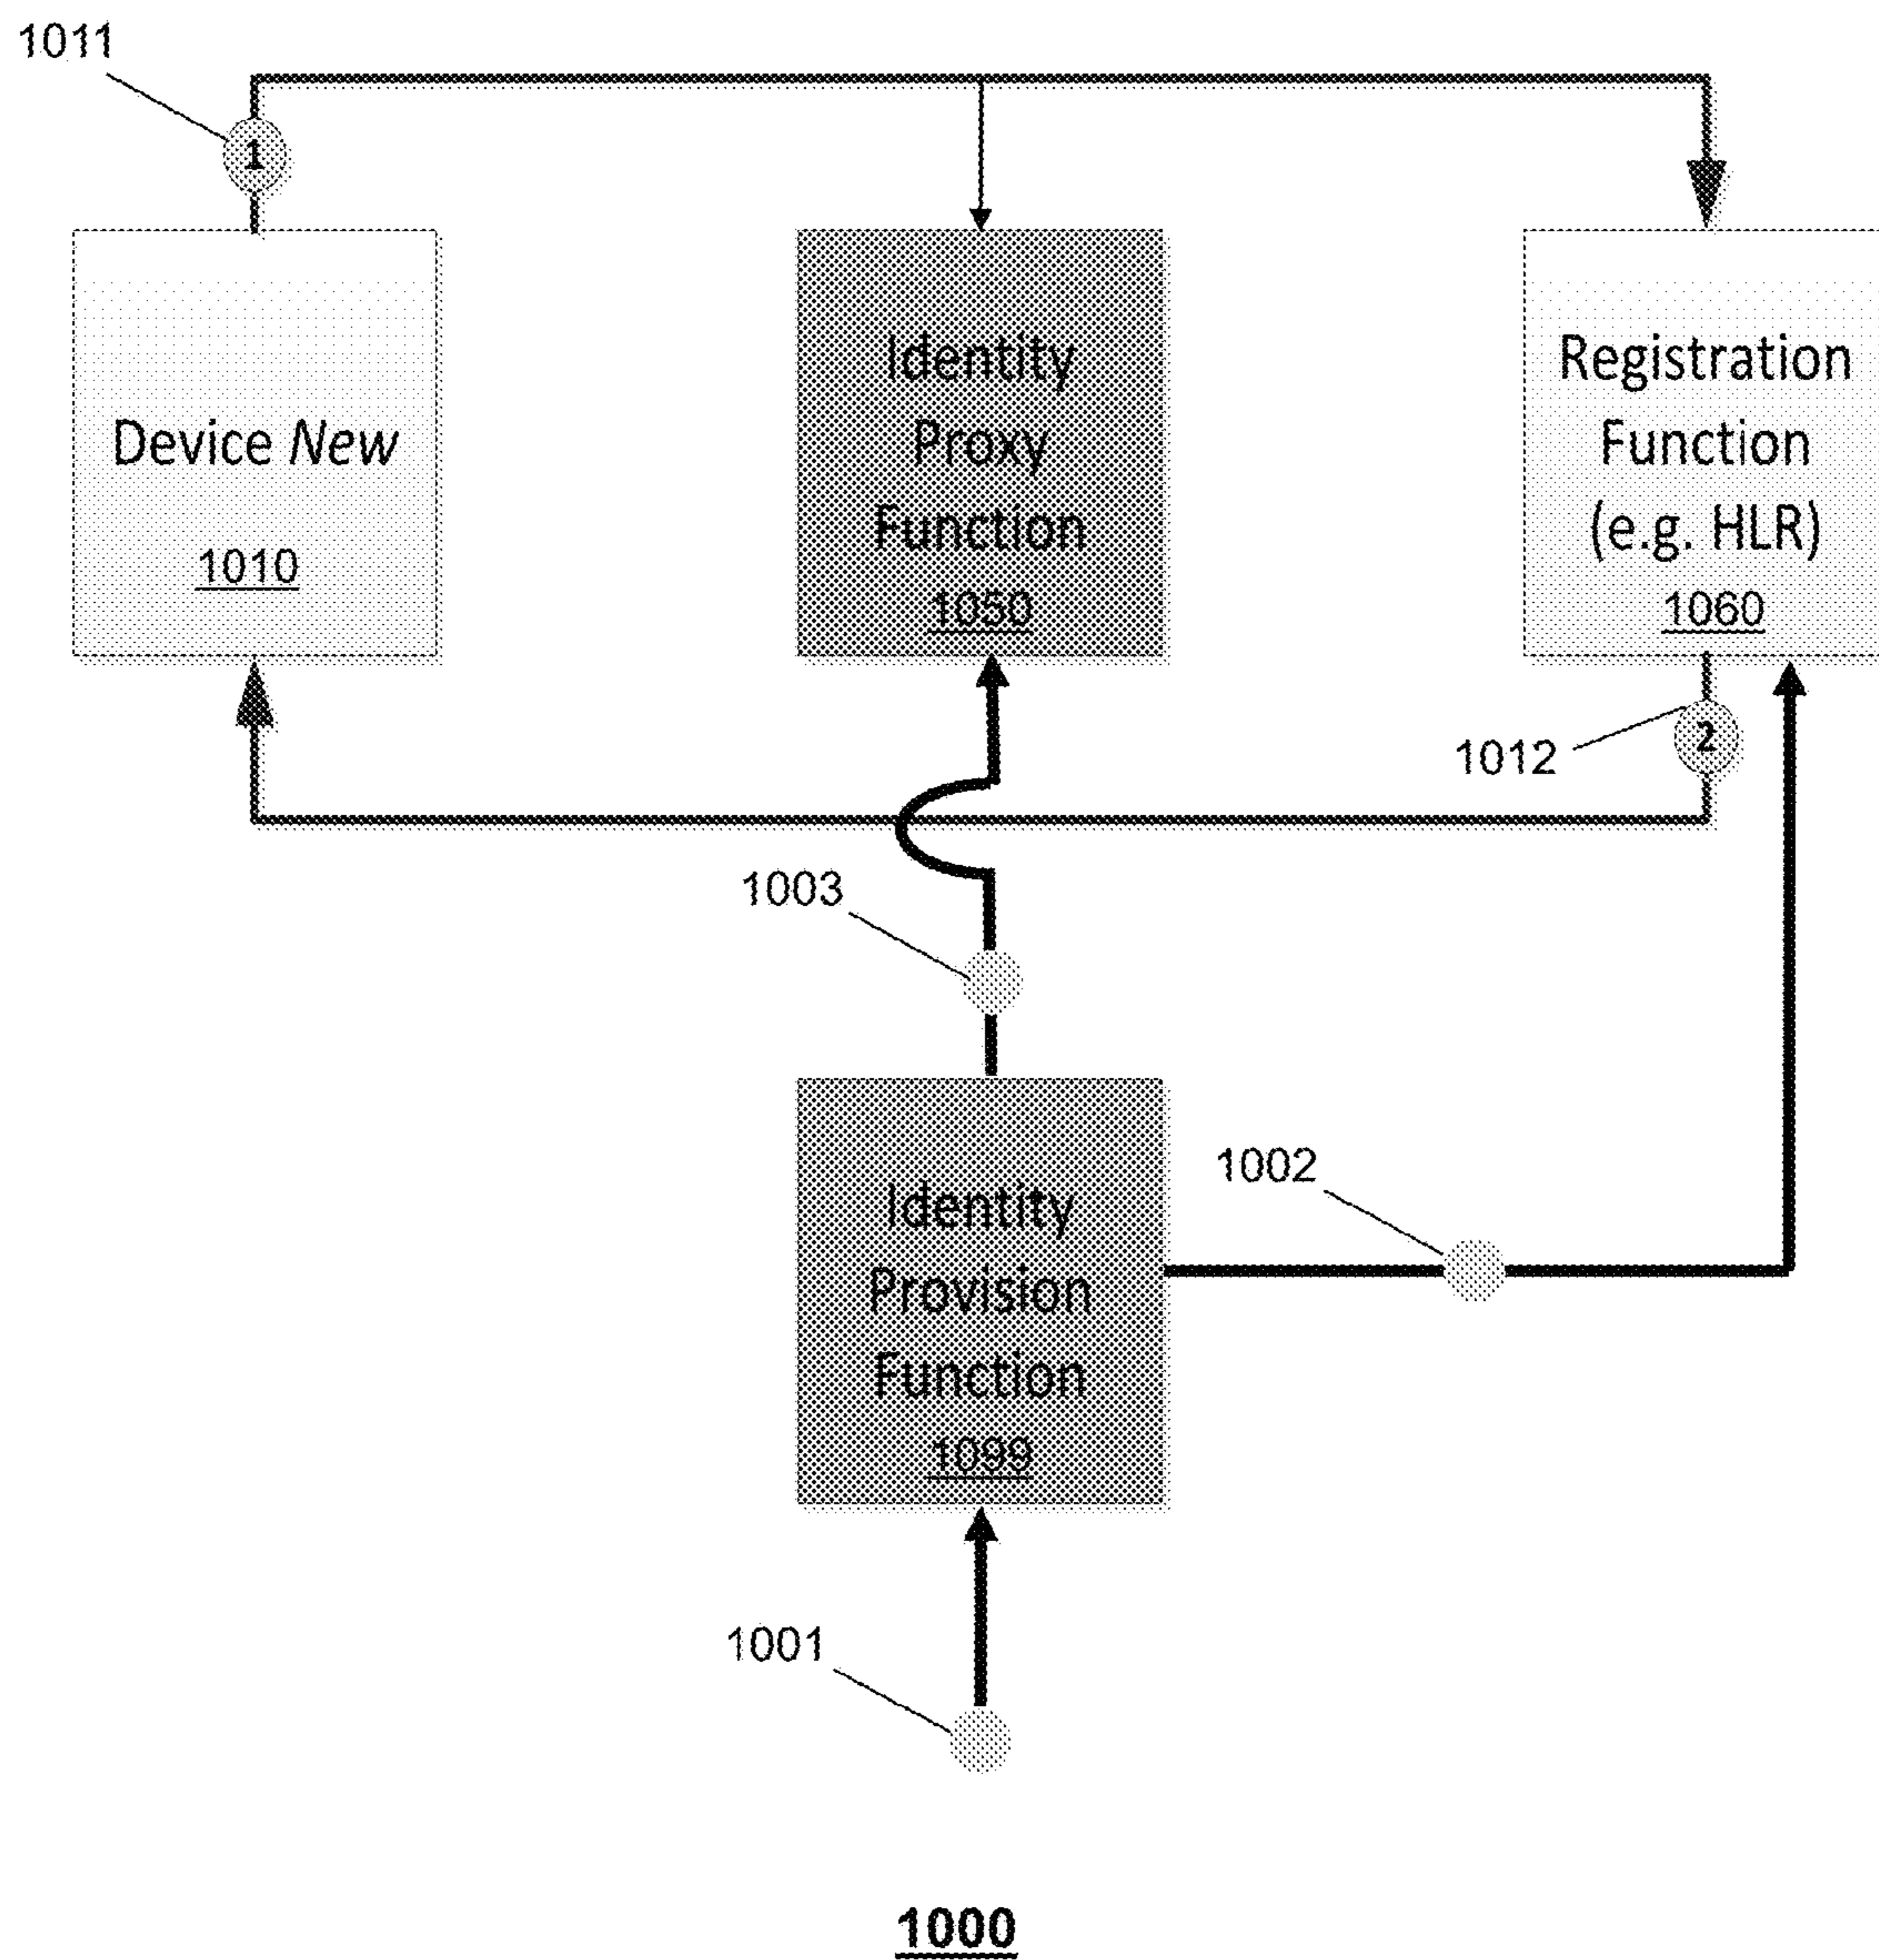 1011
1
Device New
1010
Identity
Proxy
Function
1050
Registration
Function
(e.g. HLR)
1060
1012
2
1003
Identity
Provision
Function
1099
1002
1001
1000